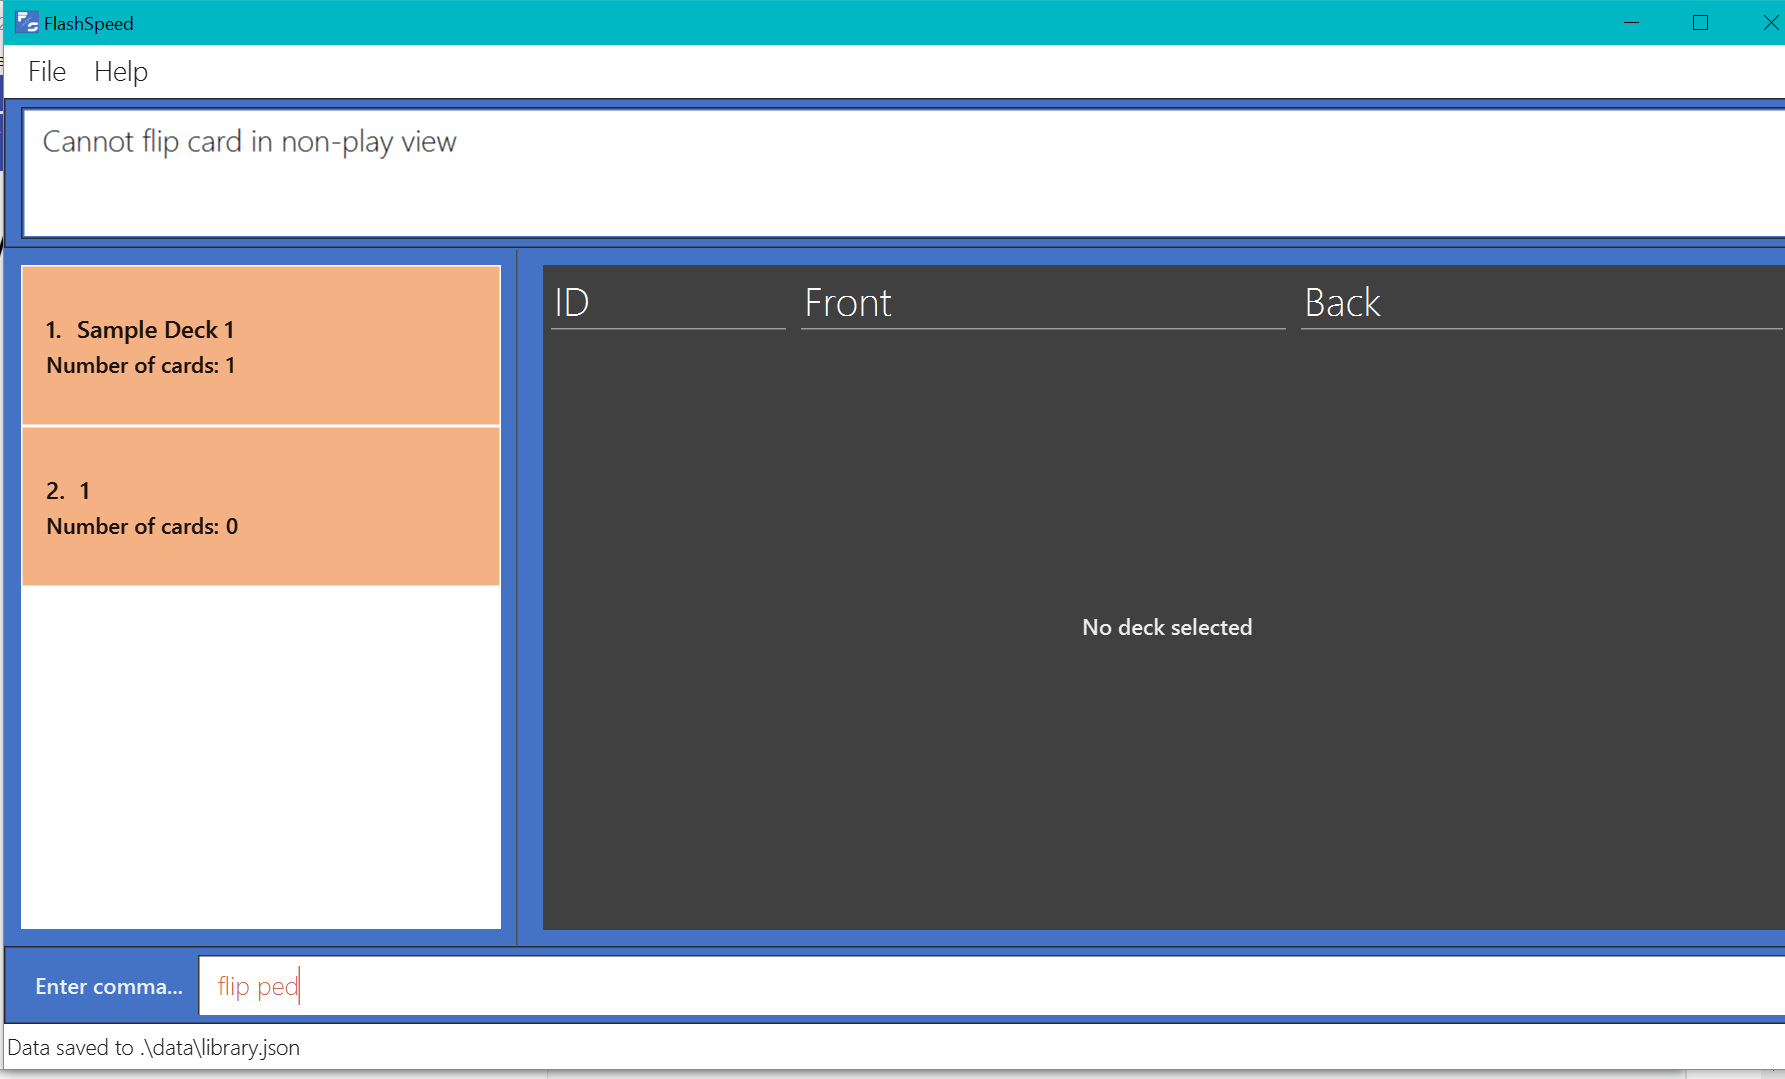 FlashSpeed
File Help
Cannot flip card in non-play view
1. Sample Deck 1
Number of cards: 1
2. 1
Number of cards: 0
ID Front Back
No deck selected
Enter comma... flip ped
Data saved to .\data\library.json